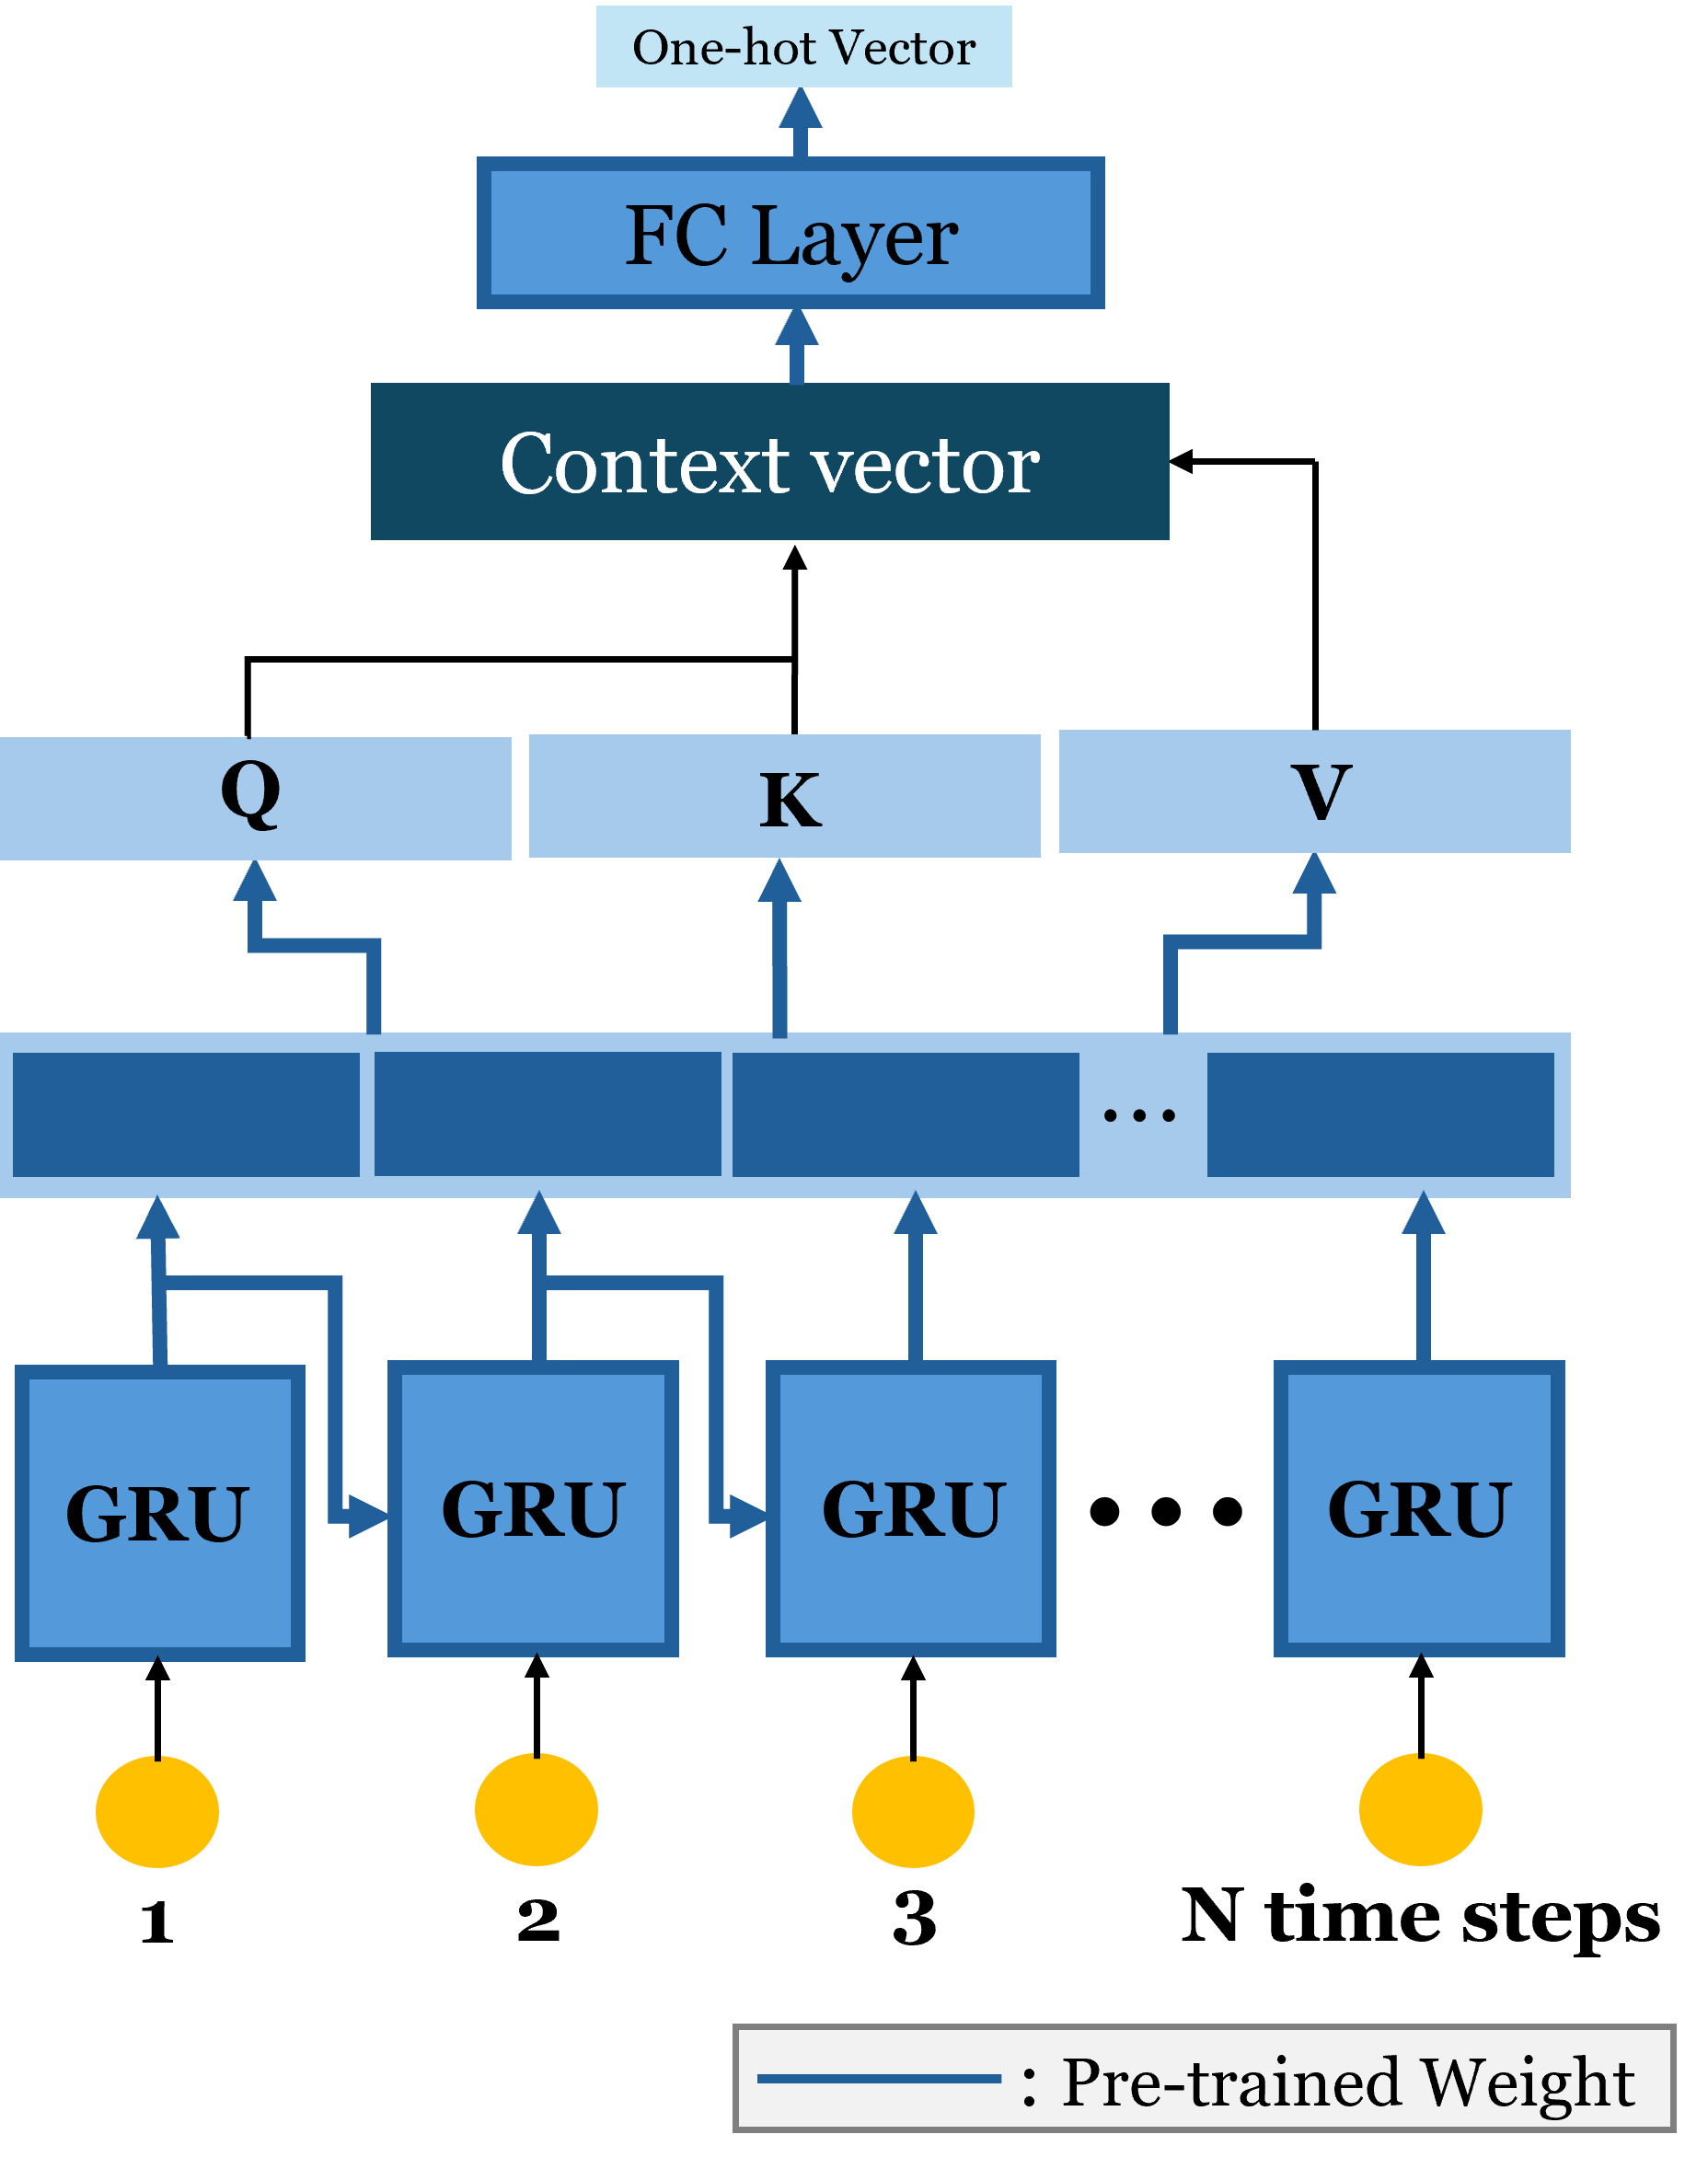 One-hot Vector
FC Layer
Context vector
Q
K
V
...
GRU
GRU
GRU
...
GRU
1
2
3
N time steps
: Pre-trained Weight